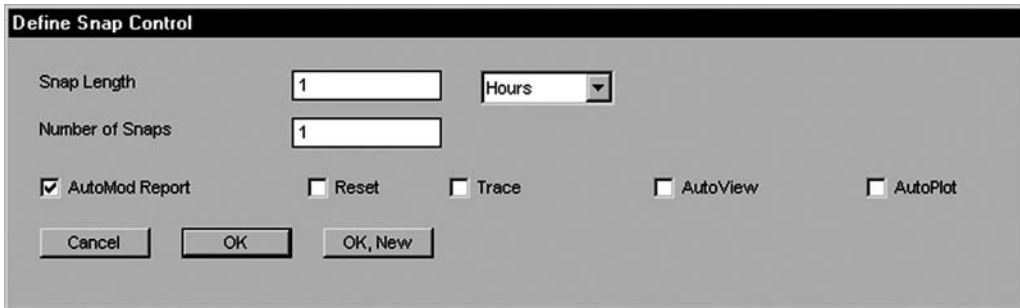 Define Snap Control
Snap Length 1 Hours
Number of Snaps 1
AutoMod Report Reset Trace AutoView AutoPlot
Cancel OK OK, New